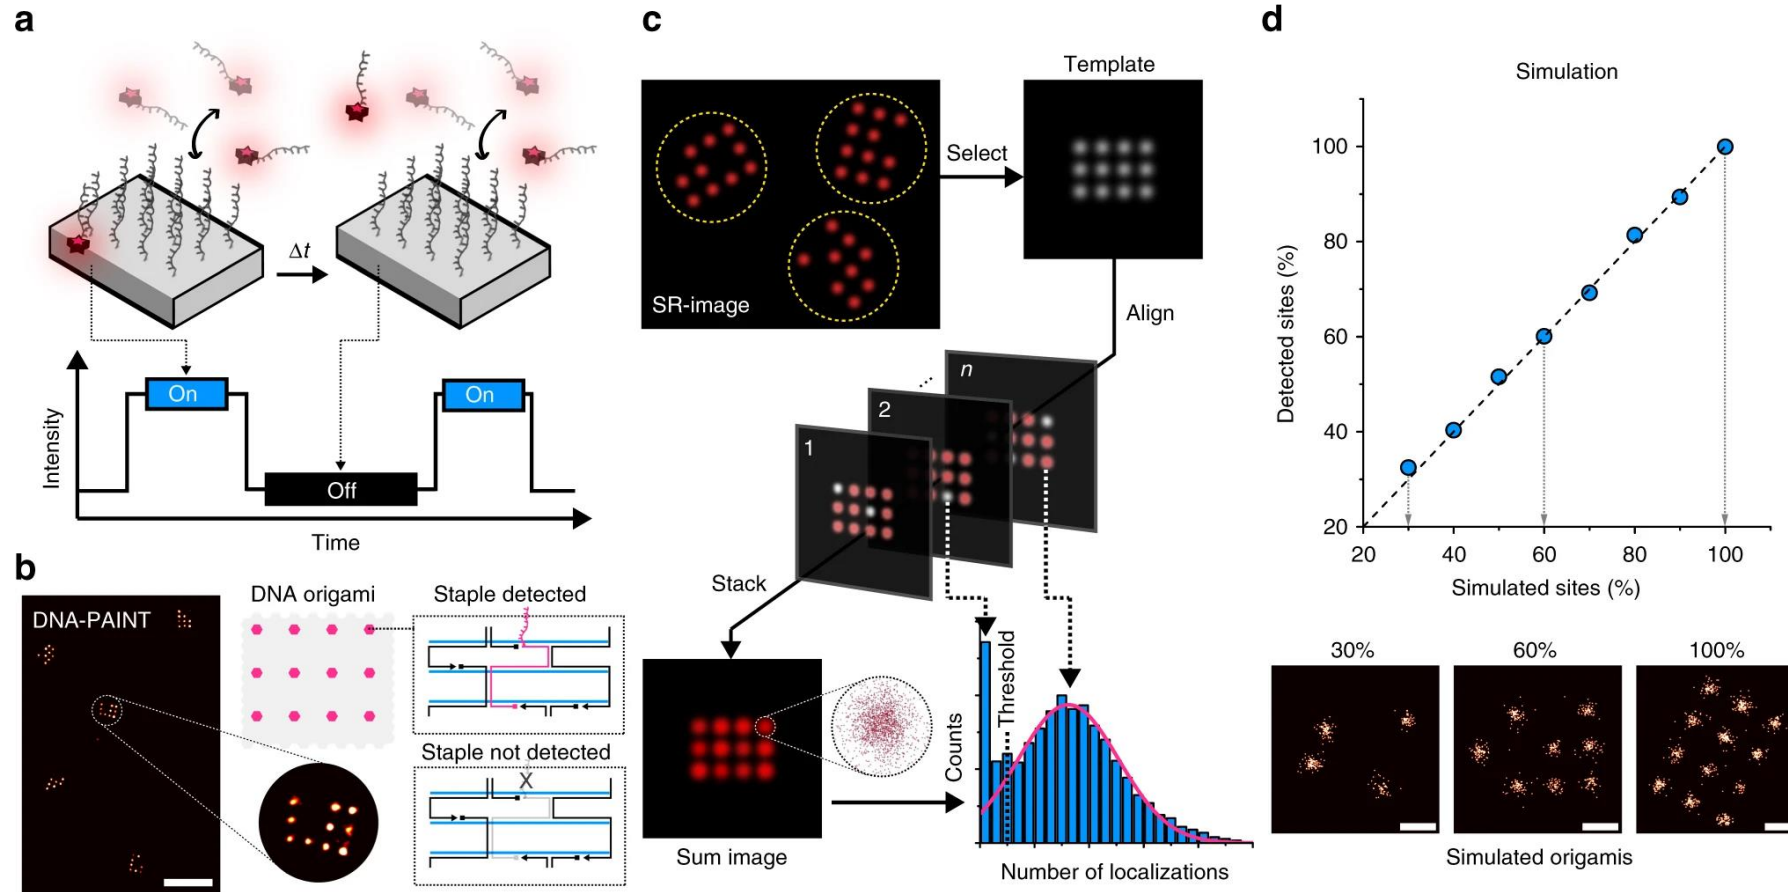 a
Δt
On
On
Off
Intensity
Time
b
DNA-PAINT
DNA origami
Staple detected
Staple not detected
X
c
Template
Select
SR-image
Align
n
2
1
Stack
Sum image
Threshold
Counts
Number of localizations
d
Simulation
Detected sites (%)
100
80
60
40
20
20
40
60
80
100
Simulated sites (%)
30%
60%
100%
Simulated origamis